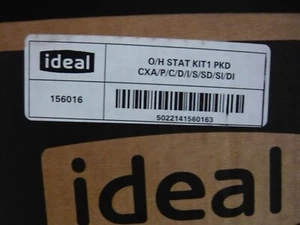 ideal
O/H STAT KIT1 PKD
CXA/P/C/D/I/S/SD/SI/DI
156016
5022141560163
ideal